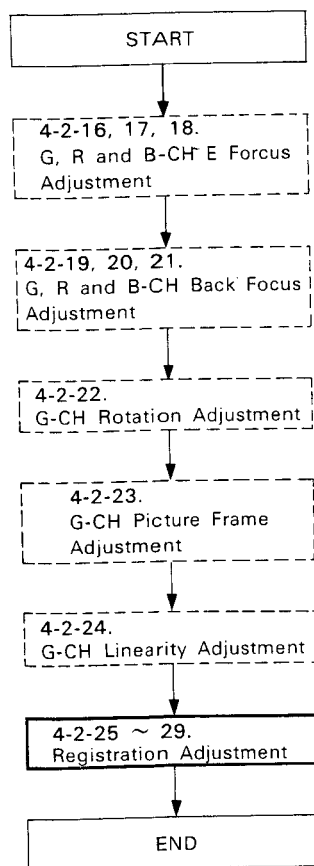 START
4-2-16, 17, 18.
G, R and B-CH E Forcus
Adjustment
4-2-19, 20, 21.
G, R and B-CH Back Focus
Adjustment
4-2-22.
G-CH Rotation Adjustment
4-2-23.
G-CH Picture Frame
Adjustment
4-2-24.
G-CH Linearity Adjustment
4-2-25 ~ 29.
Registration Adjustment
END